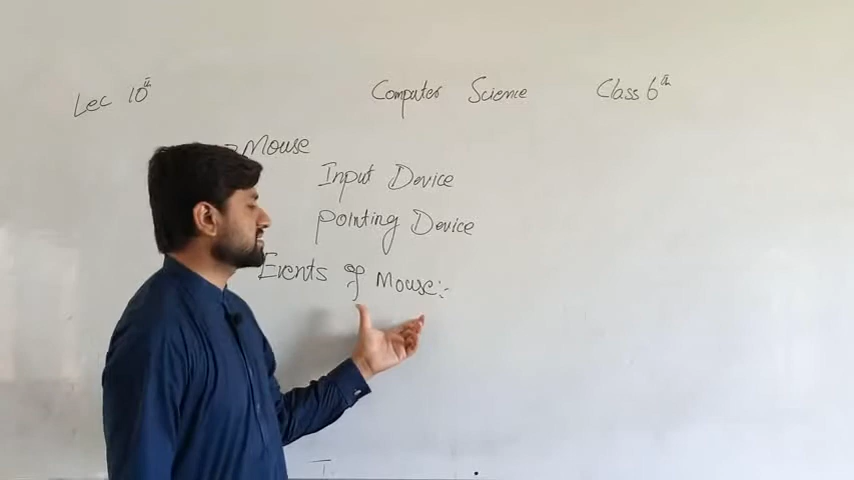 Lec 10th Computer Science Class 6th
Mouse
Input Device
Pointing Device
Events of Mouse:-